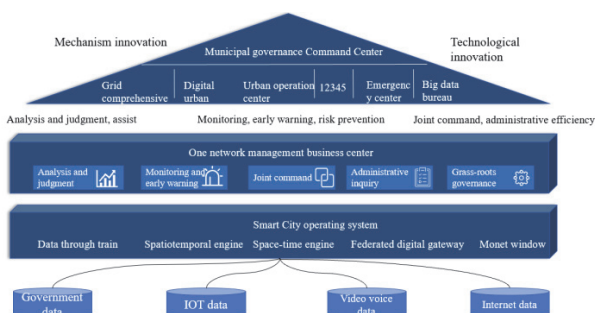 Mechanism innovation
Technological
innovation
Municipal governance Command Center
Grid
comprehensive
Digital
urban
Urban operation
center
12345
Emergenc
y center
Big data
bureau
Analysis and judgment, assist
Monitoring, early warning, risk prevention
Joint command, administrative efficiency
One network management business center
Analysis and
judgment
Monitoring and
early warning
Joint command
Administrative
inquiry
Grass-roots
governance
Smart City operating system
Data through train
Spatiotemporal engine
Space-time engine
Federated digital gateway
Monet window
Government
data
IOT data
Video voice
data
Internet data